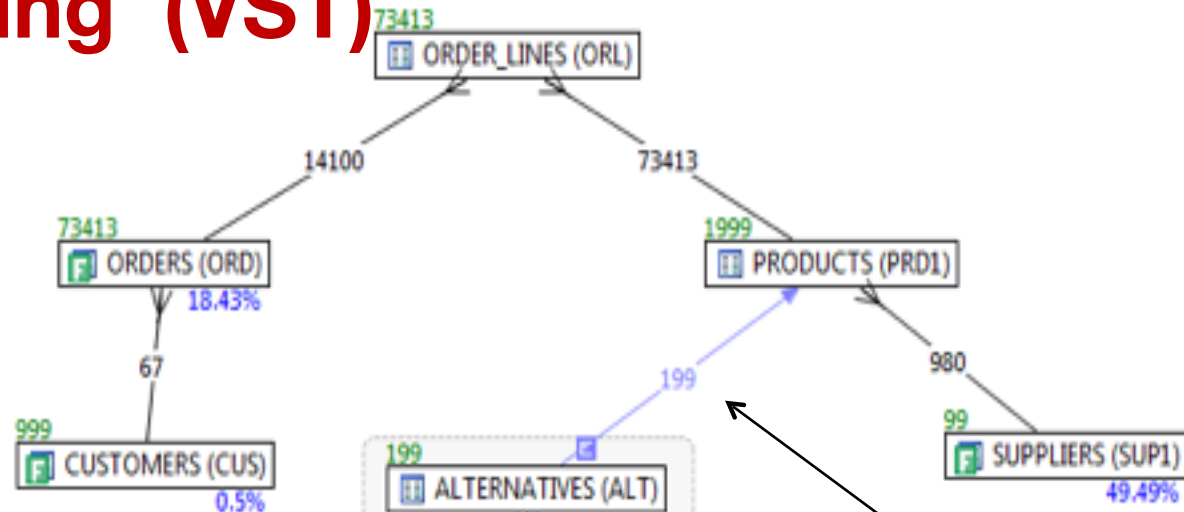 ing (VST)
73413
ORDER_LINES (ORL)
14100
73413
73413
ORDERS (ORD)
18.43%
1999
PRODUCTS (PRD1)
67
199
980
999
CUSTOMERS (CUS)
0.5%
199
ALTERNATIVES (ALT)
99
SUPPLIERS (SUP1)
49.49%